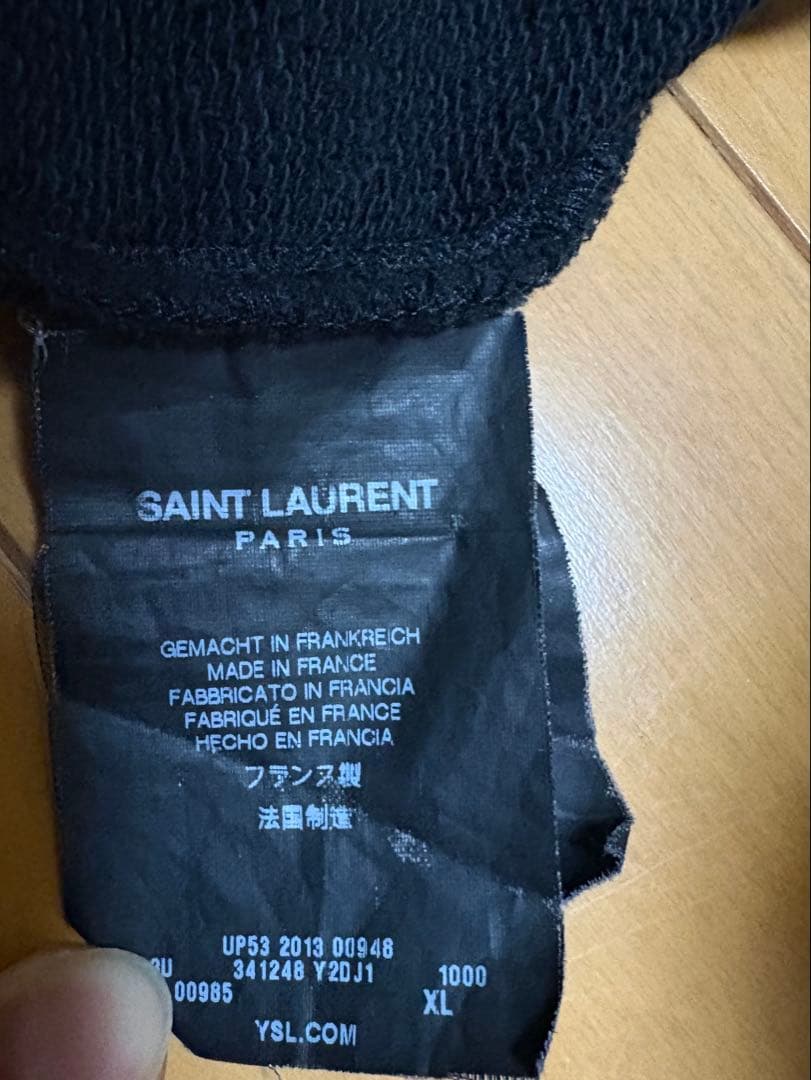 SAINT LAURENT
PARIS
GEMACHT IN FRANKREICH
MADE IN FRANCE
FABBRICATO IN FRANCIA
FABRIQUÉ EN FRANCE
HECHO EN FRANCIA
フランス製
法国制造
UP53 2013 00948
341248 Y2DJ1 1000
00985 XL
YSL.COM